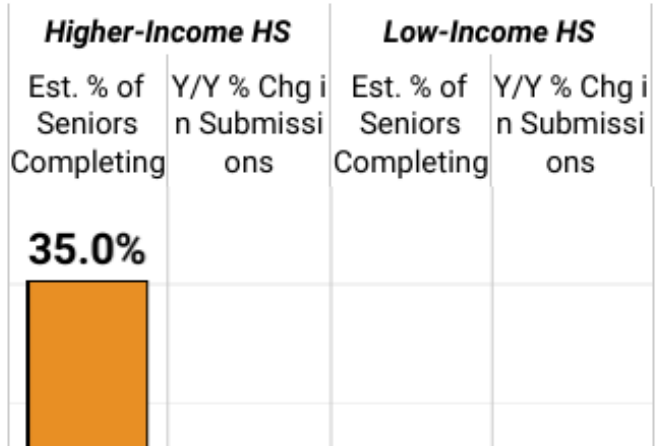 Higher-Income HS
Low-Income HS
Est. % of
Seniors
Completing
Y/Y % Chg i
n Submissi
ons
Est. % of
Seniors
Completing
Y/Y % Chg i
n Submissi
ons
35.0%